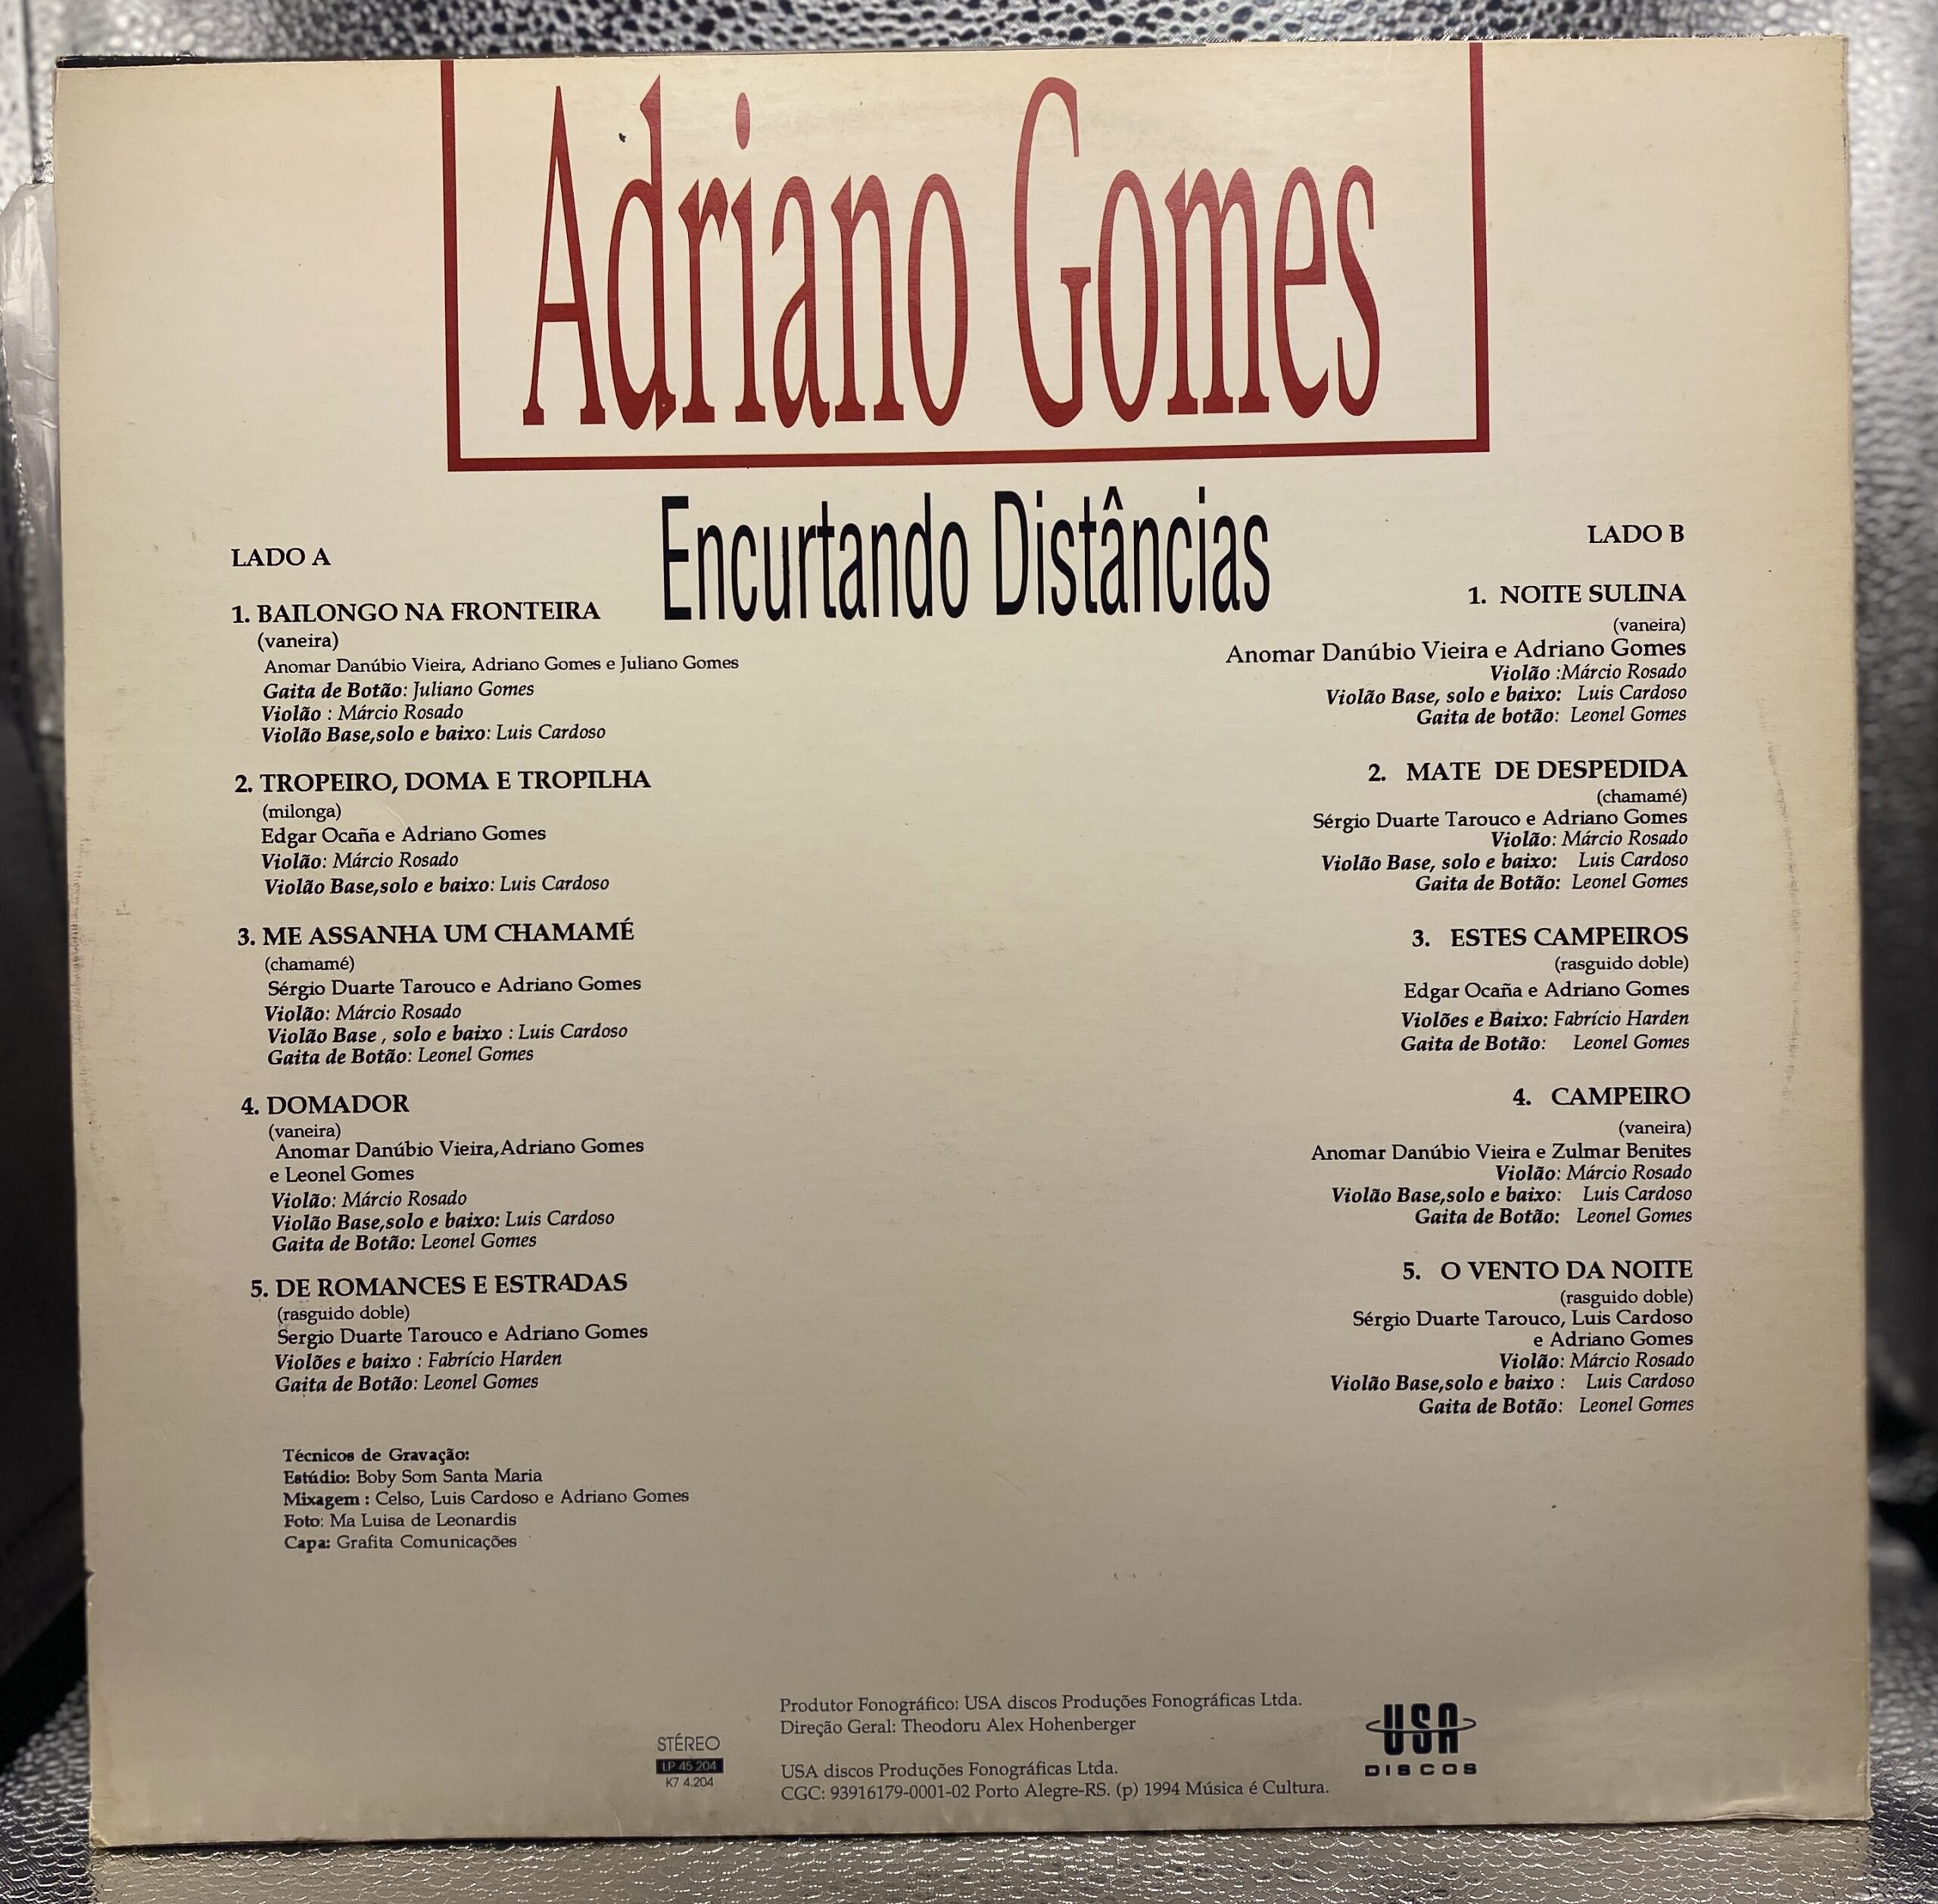 Adriano Gomes
Encurtando Distâncias
LADO A
1. BAILONGO NA FRONTEIRA
(vaneira)
Anomar Danúbio Vieira, Adriano Gomes e Juliano Gomes
Gaita de Botão: Juliano Gomes
Violão : Márcio Rosado
Violão Base,solo e baixo: Luis Cardoso
2. TROPEIRO, DOMA E TROPILHA
(milonga)
Edgar Ocaña e Adriano Gomes
Violão: Márcio Rosado
Violão Base,solo e baixo: Luis Cardoso
3. ME ASSANHA UM CHAMAMÉ
(chamamé)
Sérgio Duarte Tarouco e Adriano Gomes
Violão: Márcio Rosado
Violão Base , solo e baixo : Luis Cardoso
Gaita de Botão: Leonel Gomes
4. DOMADOR
(vaneira)
Anomar Danúbio Vieira,Adriano Gomes
e Leonel Gomes
Violão: Márcio Rosado
Violão Base,solo e baixo: Luis Cardoso
Gaita de Botão: Leonel Gomes
5. DE ROMANCES E ESTRADAS
(rasguido doble)
Sergio Duarte Tarouco e Adriano Gomes
Violões e baixo : Fabrício Harden
Gaita de Botão: Leonel Gomes
Técnicos de Gravação:
Estúdio: Boby Som Santa Maria
Mixagem : Celso, Luis Cardoso e Adriano Gomes
Foto: Ma Luisa de Leonardis
Capa: Grafita Comunicações
LADO B
1. NOITE SULINA
(vaneira)
Anomar Danúbio Vieira e Adriano Gomes
Violão :Márcio Rosado
Violão Base, solo e baixo: Luis Cardoso
Gaita de botão: Leonel Gomes
2. MATE DE DESPEDIDA
(chamamé)
Sérgio Duarte Tarouco e Adriano Gomes
Violão: Márcio Rosado
Violão Base, solo e baixo: Luis Cardoso
Gaita de Botão: Leonel Gomes
3. ESTES CAMPEIROS
(rasguido doble)
Edgar Ocaña e Adriano Gomes
Violões e Baixo: Fabrício Harden
Gaita de Botão: Leonel Gomes
4. CAMPEIRO
(vaneira)
Anomar Danúbio Vieira e Zulmar Benites
Violão: Márcio Rosado
Violão Base,solo e baixo: Luis Cardoso
Gaita de Botão: Leonel Gomes
5. O VENTO DA NOITE
(rasguido doble)
Sérgio Duarte Tarouco, Luis Cardoso
e Adriano Gomes
Violão: Márcio Rosado
Violão Base,solo e baixo : Luis Cardoso
Gaita de Botão: Leonel Gomes
STÉREO
LP 45 204
K7 4.204
Produtor Fonográfico: USA discos Produções Fonográficas Ltda.
Direção Geral: Theodoru Alex Hohenberger
USA discos Produções Fonográficas Ltda.
CGC: 93916179-0001-02 Porto Alegre-RS. (p) 1994 Música é Cultura.
USA
DISCOS